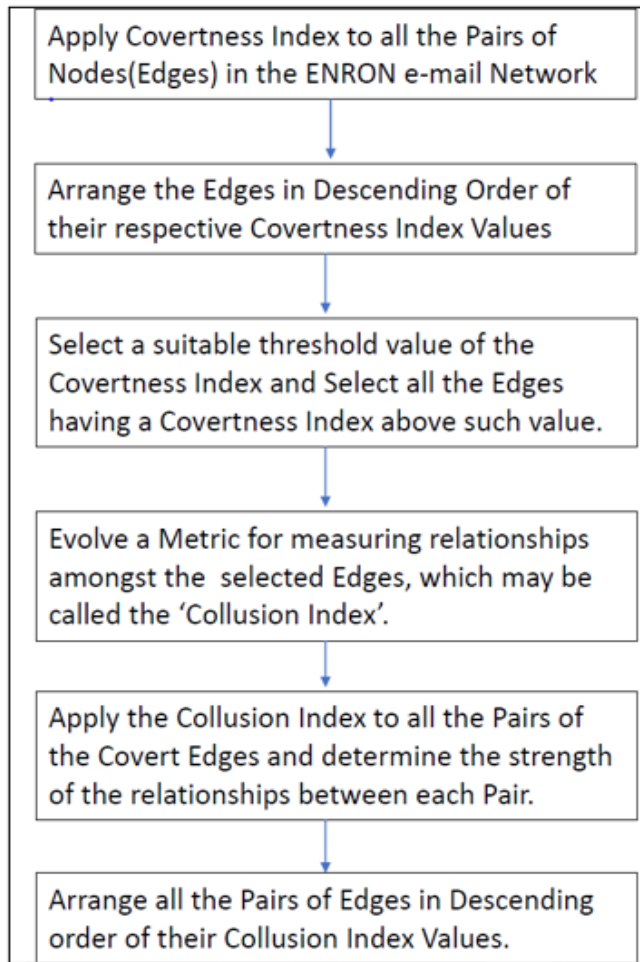 Apply Covertness Index to all the Pairs of
Nodes(Edges) in the ENRON e-mail Network
Arrange the Edges in Descending Order of
their respective Covertness Index Values
Select a suitable threshold value of the
Covertness Index and Select all the Edges
having a Covertness Index above such value.
Evolve a Metric for measuring relationships
amongst the selected Edges, which may be
called the ‘Collusion Index’.
Apply the Collusion Index to all the Pairs of
the Covert Edges and determine the strength
of the relationships between each Pair.
Arrange all the Pairs of Edges in Descending
order of their Collusion Index Values.